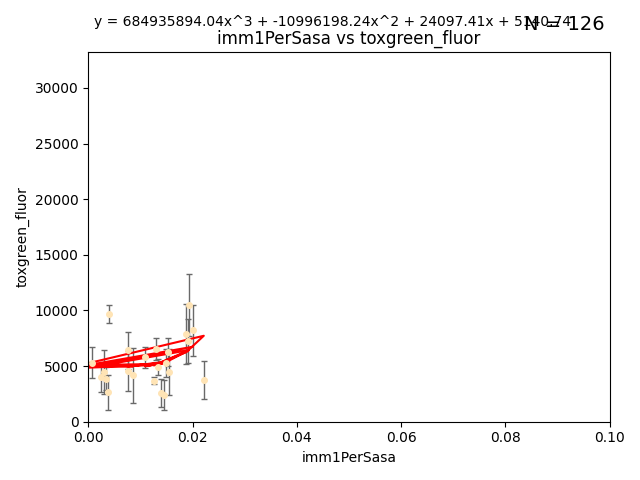 y = 684935894.04x^3 + -10996198.24x^2 + 24097.41x + 5140.74
N = 126
imm1PerSasa vs toxgreen_fluor
30000
25000
20000
15000
10000
5000
0
toxgreen_fluor
0.00 0.02 0.04 0.06 0.08 0.10
imm1PerSasa